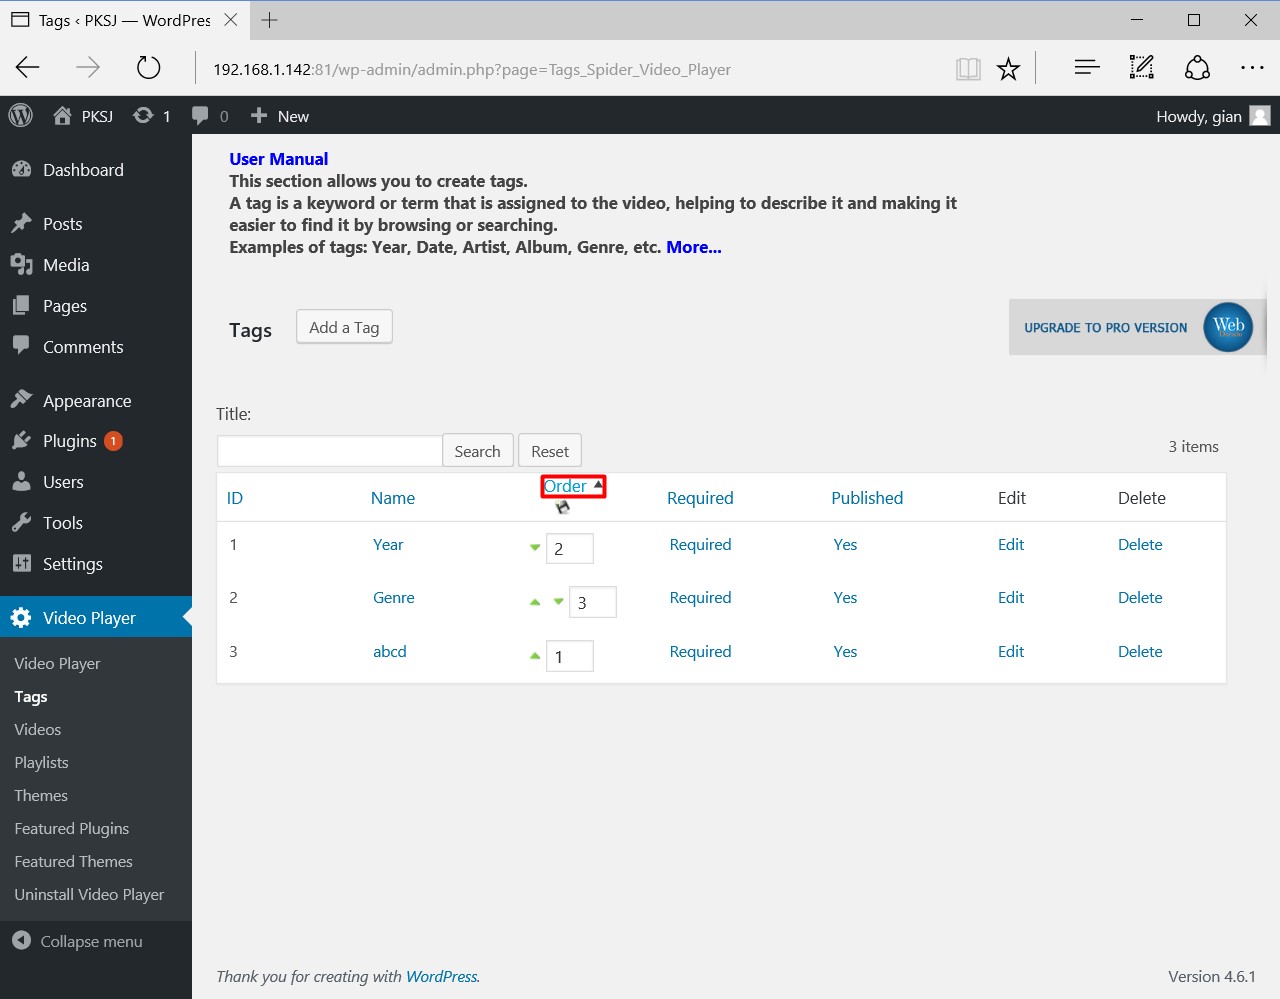 Tags ‹ PKSJ — WordPres
192.168.1.142:81/wp-admin/admin.php?page=Tags_Spider_Video_Player
PKSJ 1 0 New Howdy, gian
Dashboard
Posts
Media
Pages
Comments
Appearance
Plugins 1
Users
Tools
Settings
Video Player
Video Player
Tags
Videos
Playlists
Themes
Featured Plugins
Featured Themes
Uninstall Video Player
Collapse menu
User Manual
This section allows you to create tags.
A tag is a keyword or term that is assigned to the video, helping to describe it and making it
easier to find it by browsing or searching.
Examples of tags: Year, Date, Artist, Album, Genre, etc. More...
Tags Add a Tag
UPGRADE TO PRO VERSION Web
Title:
Search Reset 3 items
ID Name Order Required Published Edit Delete
1 Year 2 Required Yes Edit Delete
2 Genre 3 Required Yes Edit Delete
3 abcd 1 Required Yes Edit Delete
Thank you for creating with WordPress. Version 4.6.1